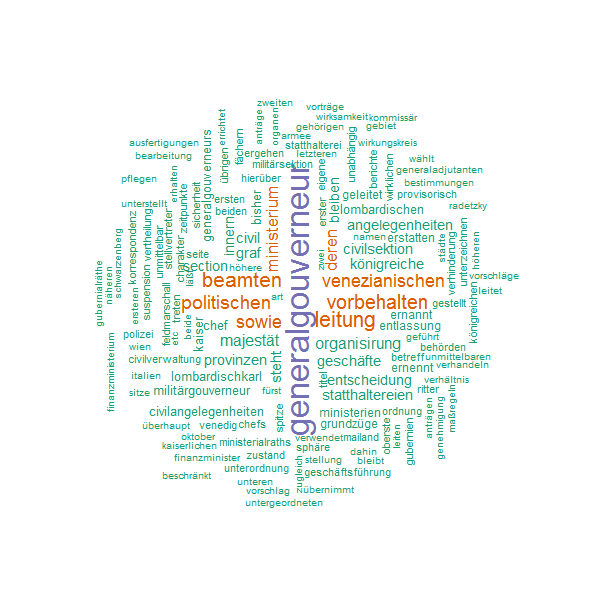 zweiten
vorträge
wirksamkeit
kommissär
anträge
organen
errichtet
gehörigen
gebiet
armee
statthalterei
wirkungskreis
ausfertigungen
bearbeitung
generalgouverneurs
fächern
ergehen
letzteren
unabhängig
berichte
wählt
generaladjutanten
militärsektion
pflegen
erhalten
sicherheit
übrigen
hierüber
eigene
wirklichen
bestimmungen
provisorisch
geleitet
unterstellt
zeitpunkte
ersten
bisher
erster
bleiben
radetzky
beiden
lombardischen
stellvertreter
vertheilung
korrespondenz
unmittelbar
charakter
innern
civil
ministerium
generalgouverneur
deren
angelegenheiten
namen
erstatten
städte
verhinderung
unterzeichnen
höheren
gubernialräthe
näheren
schwarzenberg
suspension
seite
graf
zwei
civilsektion
section
höhere
königreiche
vorschläge
ersteren
feldmarschall
treten
läßt
beamten
venezianischen
leitet
politischen
art
vorbehalten
gestellt
königreichen
etc
beide
kaiser
chef
sowie
leitung
ernannt
entlassung
polizei
majestät
organisirung
geführt
behörden
wien
finanzministerium
civilverwaltung
provinzen
steht
geschäfte
betreff
unmittelbaren
ernennt
verhandeln
italien
lombardischkarl
titel
entscheidung
verhältnis
sitze
militärgouverneur
fürst
statthaltereien
ritter
civilangelegenheiten
spitze
ministerien
ordnung
anträgen
genehmigung
maßregeln
überhaupt
venedig
chefs
grundzüge
oberste
leiten
gubernien
oktober
kaiserlichen
ministerialraths
verwendet
mailand
sphäre
dahin
finanzminister
zustand
stellung
bleibt
unterordnung
zugleich
geschäftsführung
beschränkt
unteren
vorschlag
übernimmt
untergeordneten